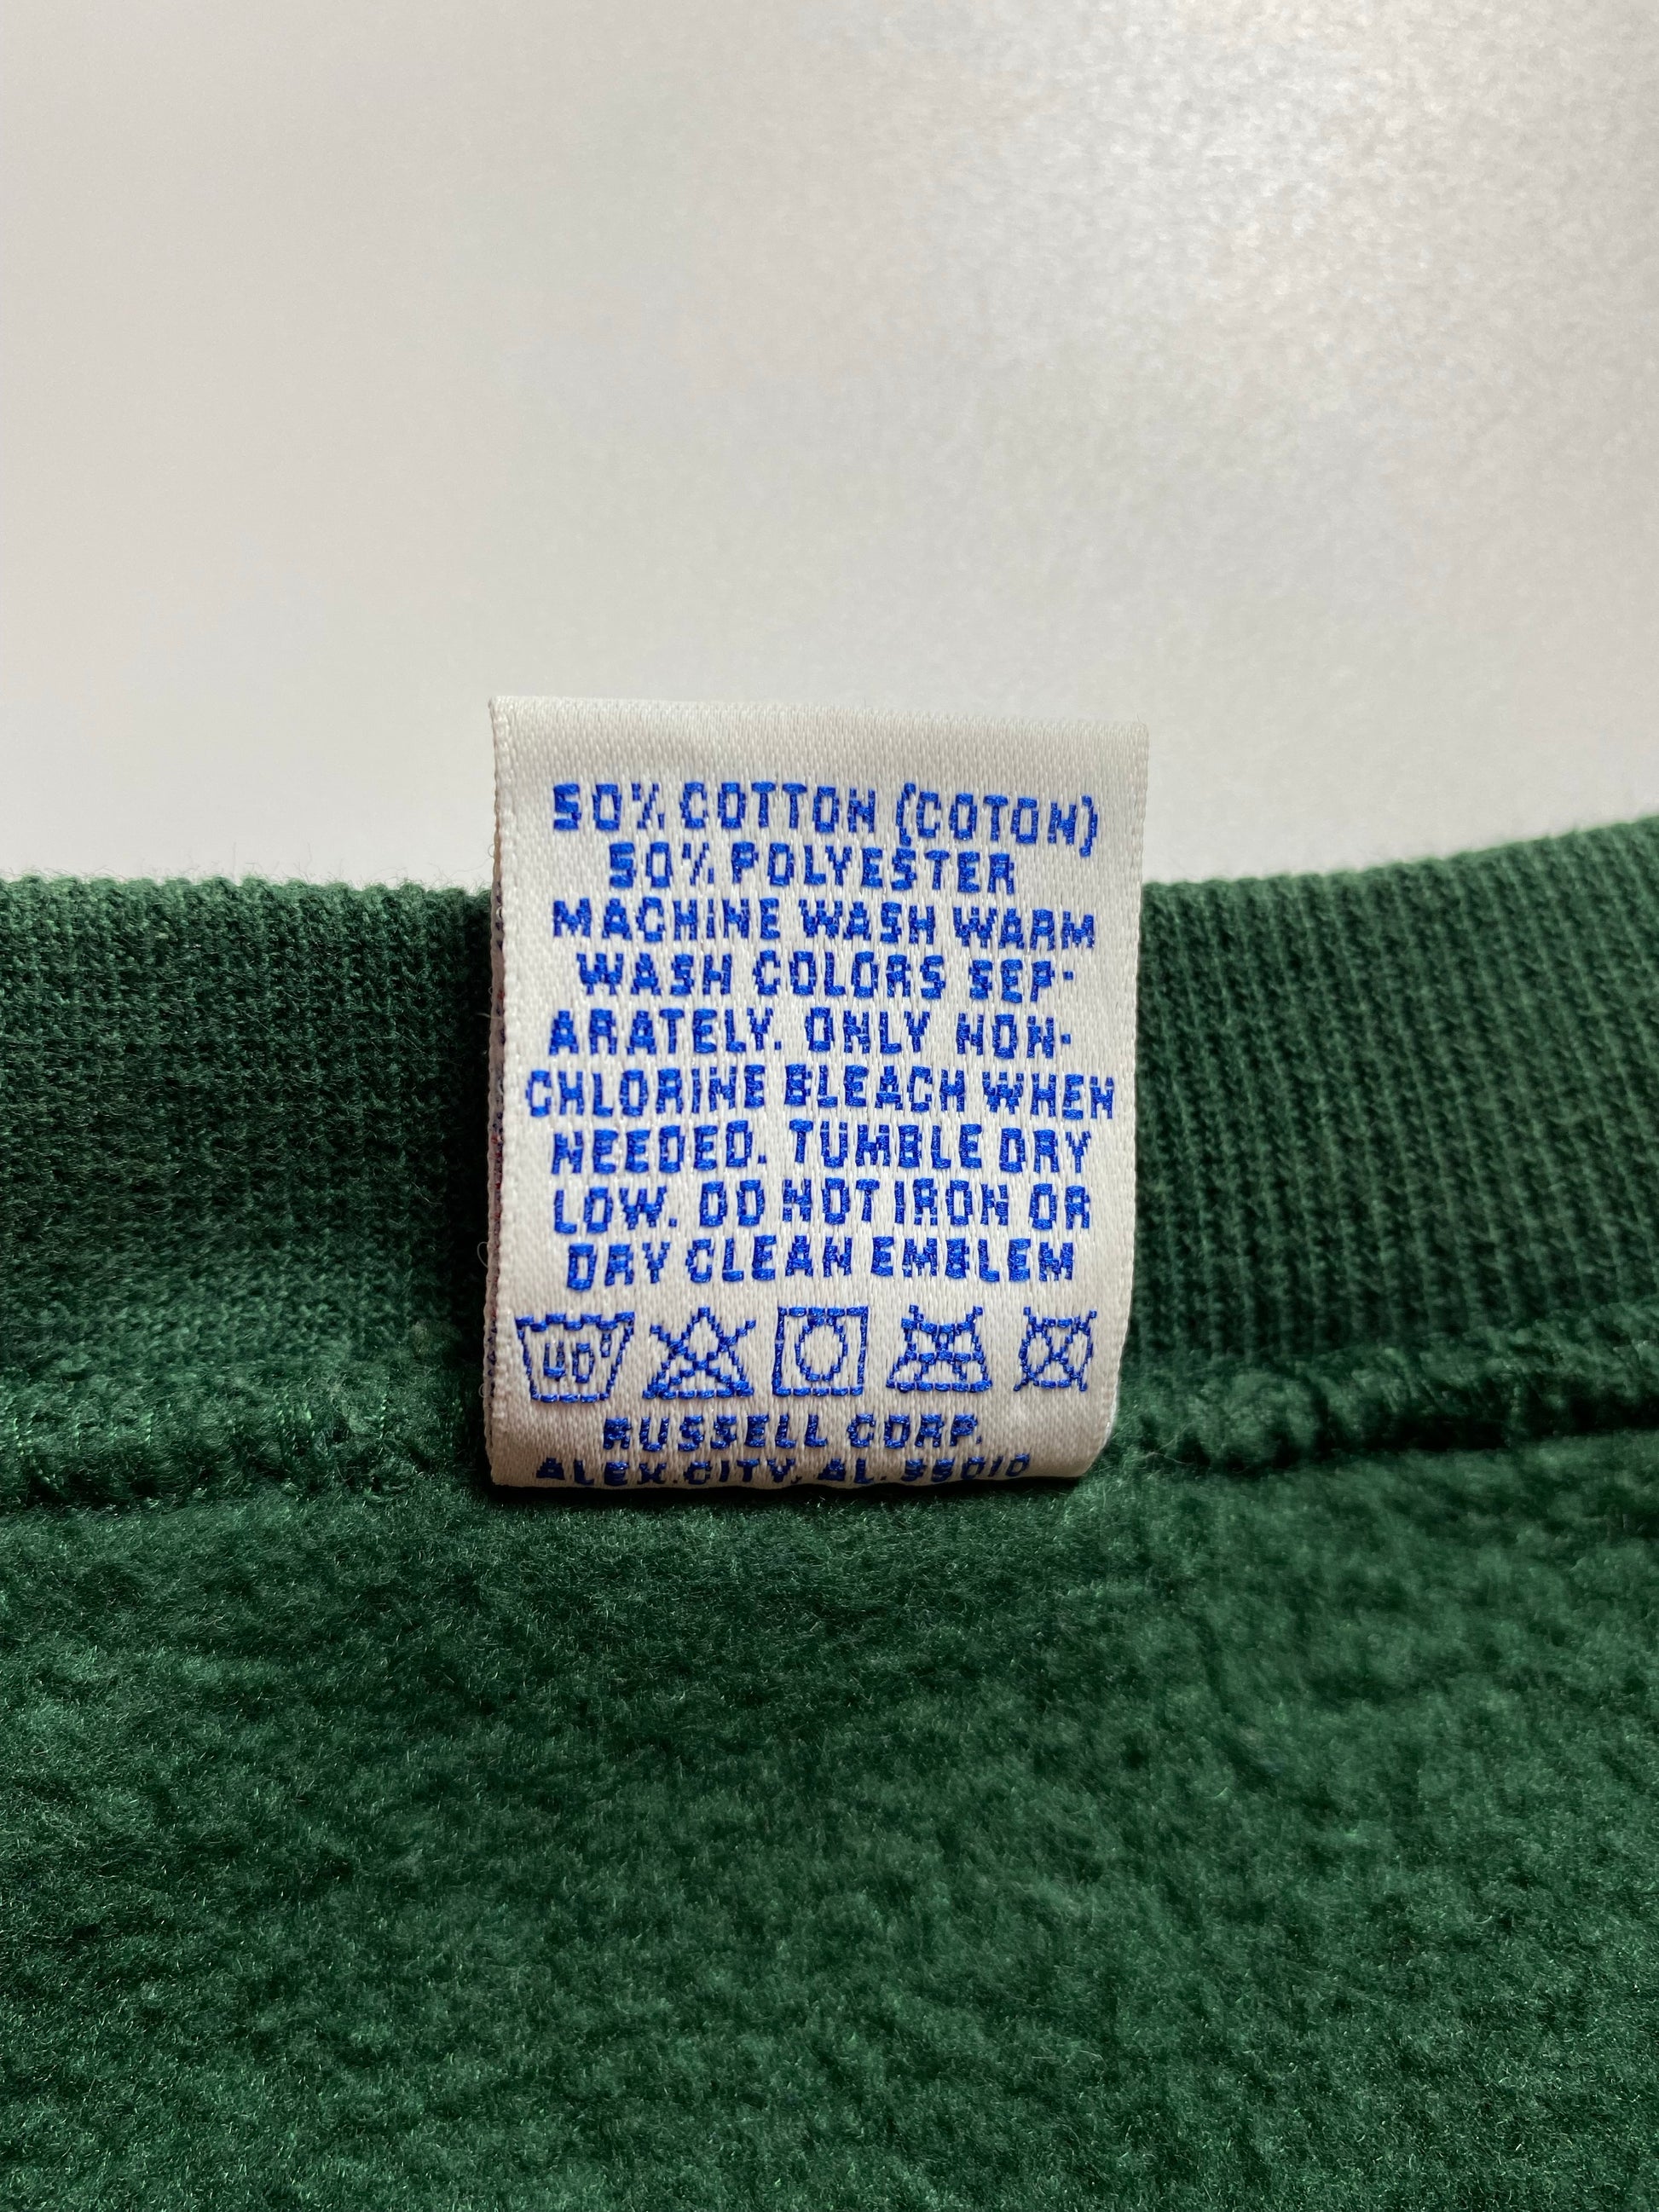 50% COTTON (COTON)
50% POLYESTER
MACHINE WASH WARM
WASH COLORS SEP-
ARATELY. ONLY NON-
CHLORINE BLEACH WHEN
NEEDED. TUMBLE DRY
LOW. DO NOT IRON OR
DRY CLEAN EMBLEM
40°
RUSSELL CORP.
ALEX. CITY, AL. 35010